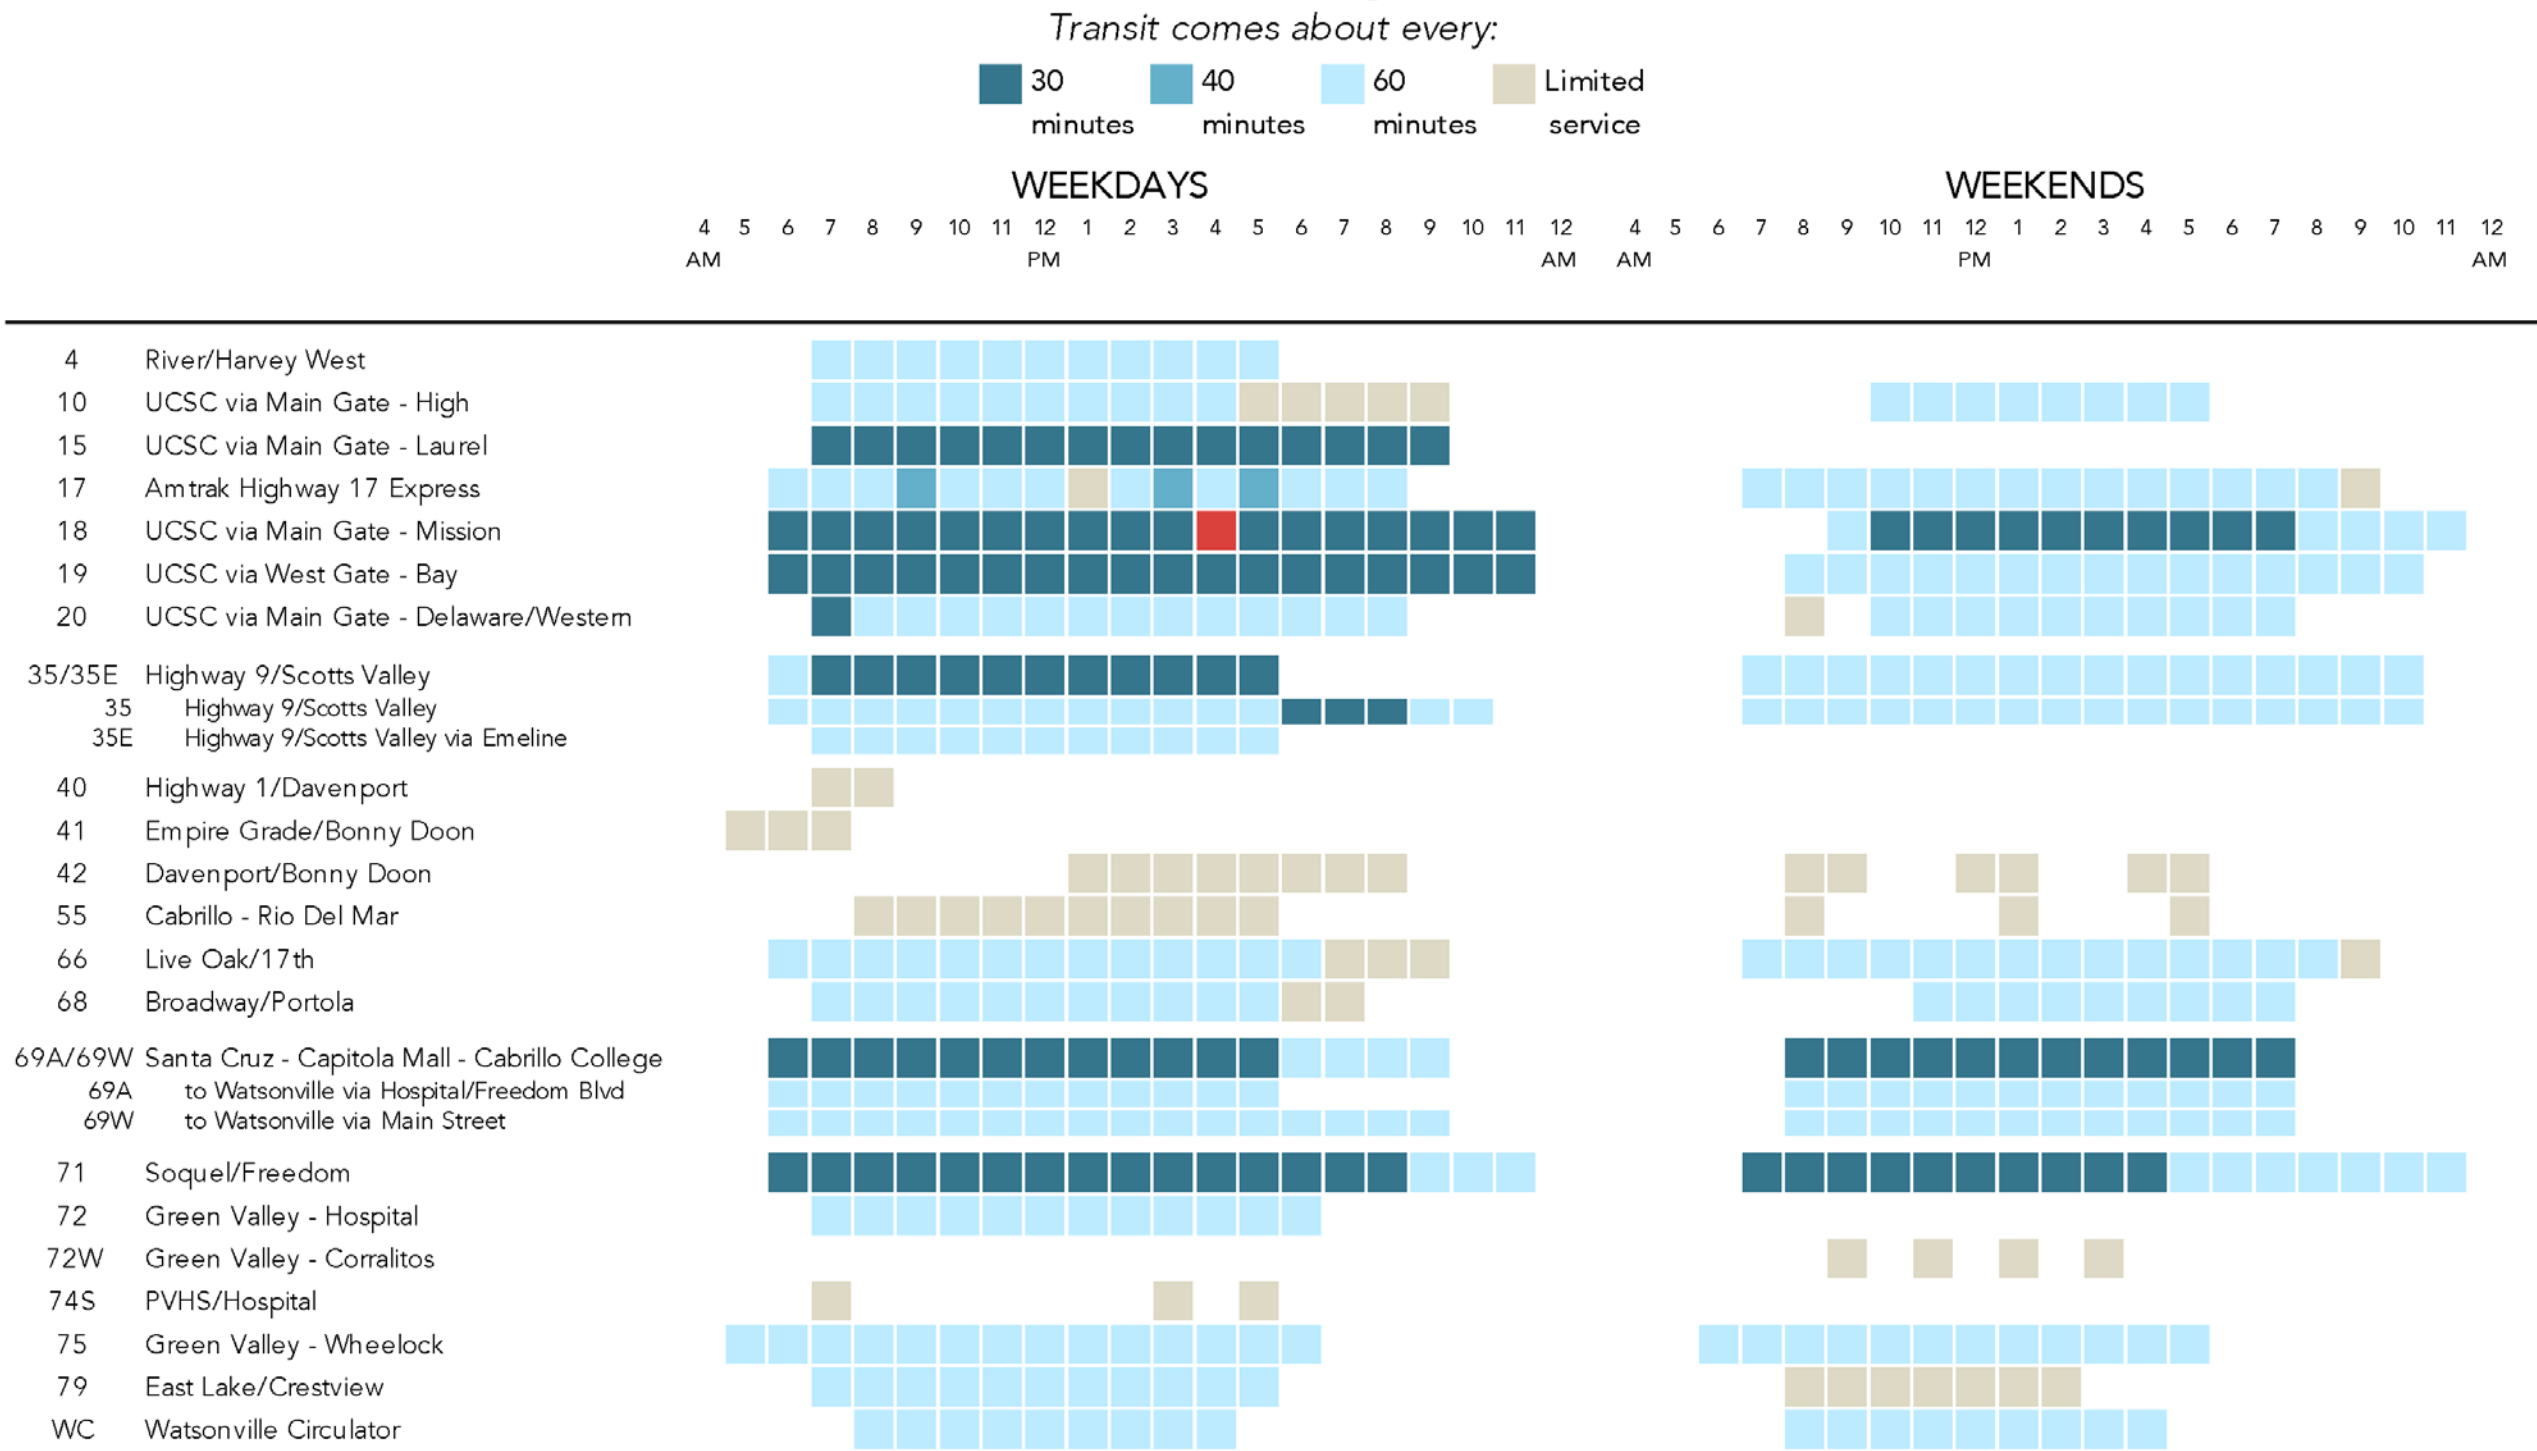 Transit comes about every:
30 minutes 40 minutes 60 minutes Limited service
WEEKDAYS WEEKENDS
4 5 6 7 8 9 10 11 12 1 2 3 4 5 6 7 8 9 10 11 12 4 5 6 7 8 9 10 11 12 1 2 3 4 5 6 7 8 9 10 11 12
AM PM AM AM PM AM
4 River/Harvey West
10 UCSC via Main Gate - High
15 UCSC via Main Gate - Laurel
17 Amtrak Highway 17 Express
18 UCSC via Main Gate - Mission
19 UCSC via West Gate - Bay
20 UCSC via Main Gate - Delaware/Western
35/35E Highway 9/Scotts Valley
35 Highway 9/Scotts Valley
35E Highway 9/Scotts Valley via Emeline
40 Highway 1/Davenport
41 Empire Grade/Bonny Doon
42 Davenport/Bonny Doon
55 Cabrillo - Rio Del Mar
66 Live Oak/17th
68 Broadway/Portola
69A/69W Santa Cruz - Capitola Mall - Cabrillo College
69A to Watsonville via Hospital/Freedom Blvd
69W to Watsonville via Main Street
71 Soquel/Freedom
72 Green Valley - Hospital
72W Green Valley - Corralitos
74S PVHS/Hospital
75 Green Valley - Wheelock
79 East Lake/Crestview
WC Watsonville Circulator